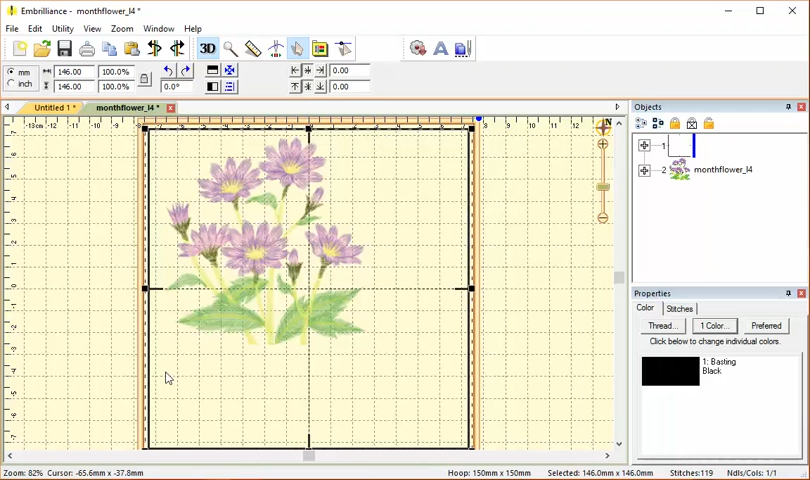 Embrilliance - monthflower_l4 *
File Edit Utility View Zoom Window Help
3D
mm 146.00 100.0% 0.00
inch 146.00 100.0% 0.0° 0.00
Untitled 1 * monthflower_l4 *
Objects
1
2 monthflower_l4
Properties
Color Stitches
Thread... 1 Color... Preferred
Click below to change individual colors.
1: Basting
Black
Zoom: 82% Cursor: -65.6mm x -37.8mm Hoop: 150mm x 150mm Selected: 146.0mm x 146.0mm Stitches:119 Ndls/Cols: 1/1